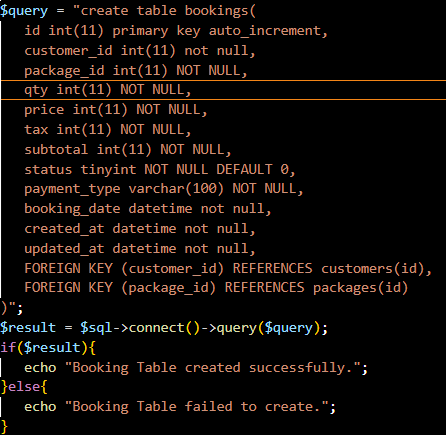 $query = "create table bookings(
id int(11) primary key auto_increment,
customer_id int(11) not null,
package_id int(11) NOT NULL,
qty int(11) NOT NULL,
price int(11) NOT NULL,
tax int(11) NOT NULL,
subtotal int(11) NOT NULL,
status tinyint NOT NULL DEFAULT 0,
payment_type varchar(100) NOT NULL,
booking_date datetime not null,
created_at datetime not null,
updated_at datetime not null,
FOREIGN KEY (customer_id) REFERENCES customers(id),
FOREIGN KEY (package_id) REFERENCES packages(id)
)";
$result = $sql->connect()->query($query);
if($result){
echo "Booking Table created successfully.";
}else{
echo "Booking Table failed to create.";
}